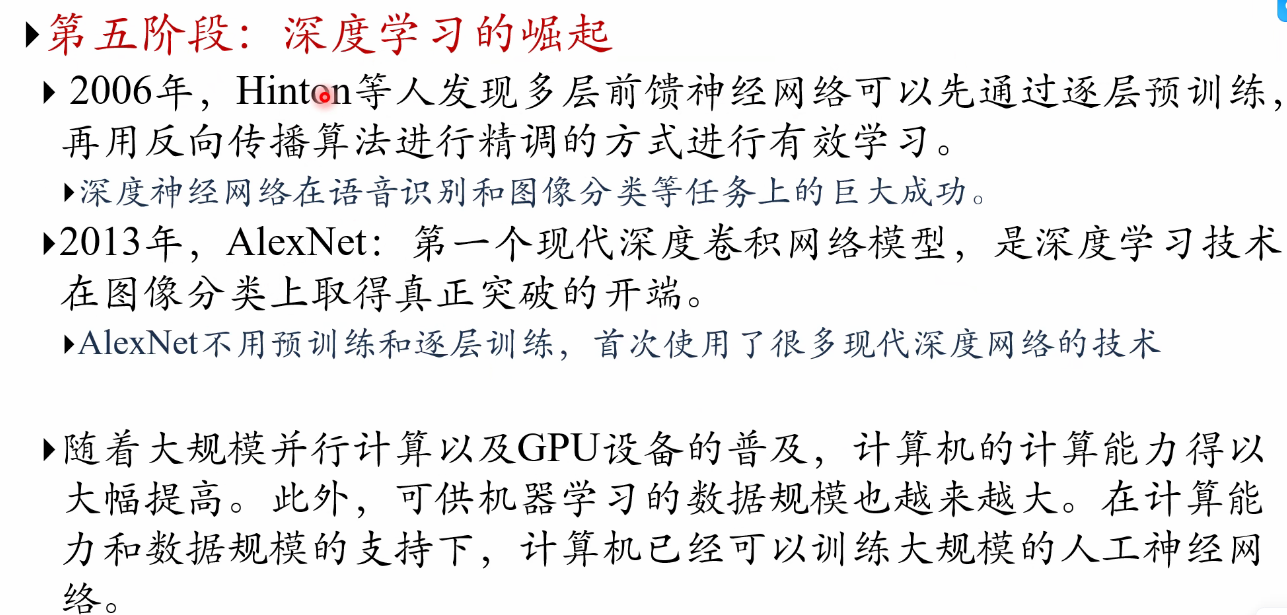 第五阶段：深度学习的崛起
2006年，Hinton等人发现多层前馈神经网络可以先通过逐层预训练，
再用反向传播算法进行精调的方式进行有效学习。
深度神经网络在语音识别和图像分类等任务上的巨大成功。
2013年，AlexNet：第一个现代深度卷积网络模型，是深度学习技术
在图像分类上取得真正突破的开端。
AlexNet不用预训练和逐层训练，首次使用了很多现代深度网络的技术
随着大规模并行计算以及GPU设备的普及，计算机的计算能力得以
大幅提高。此外，可供机器学习的数据规模也越来越大。在计算能
力和数据规模的支持下，计算机已经可以训练大规模的人工神经网
络。